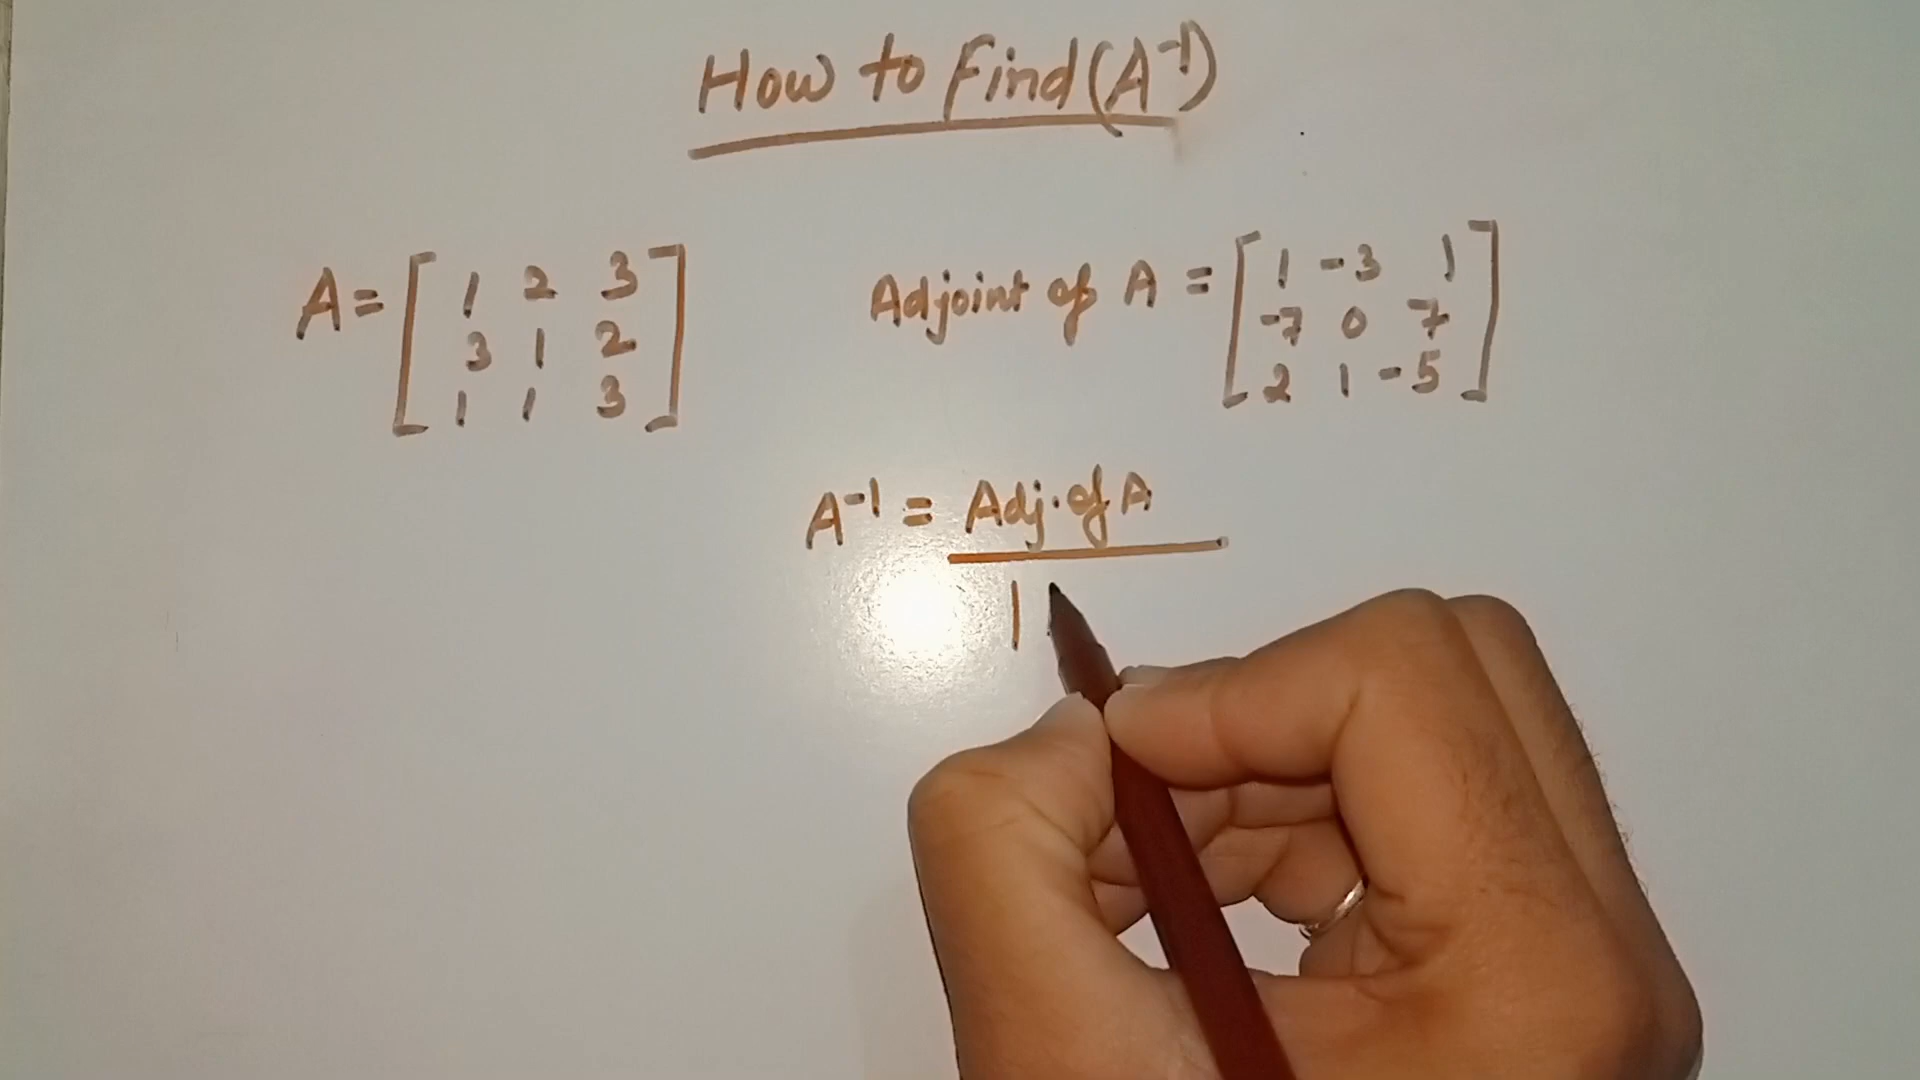 How to find (A⁻¹)
A = [ 1 2 3
3 1 2
1 1 3 ]
Adjoint of A = [ 1 -3 1
-7 0 7
2 1 -5 ]
A⁻¹ = Adj. of A
|